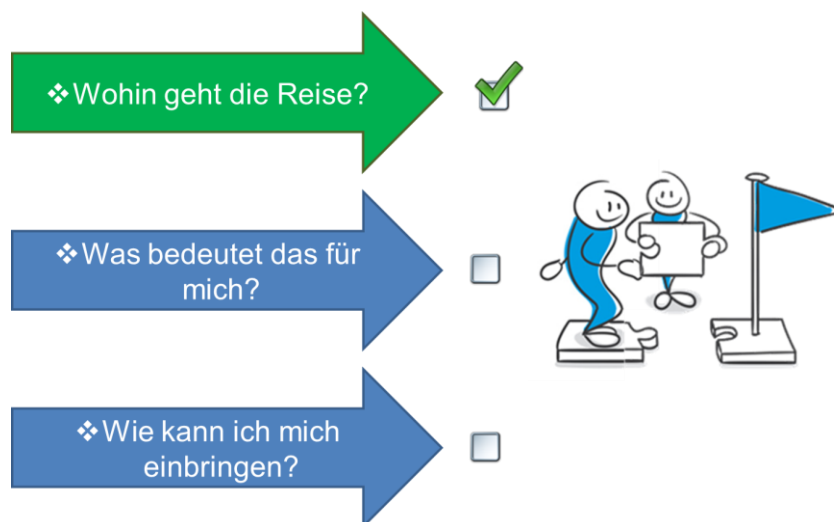 ❖Wohin geht die Reise?
❖Was bedeutet das für
mich?
❖Wie kann ich mich
einbringen?